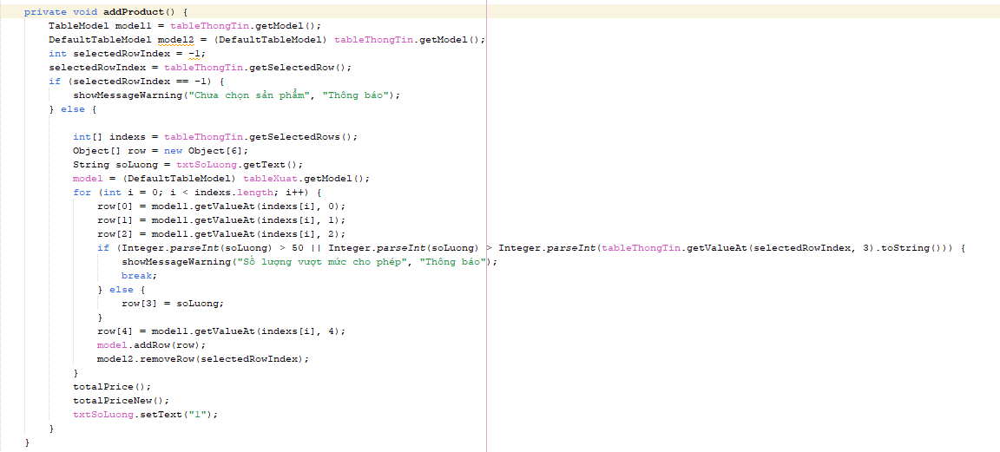 private void addProduct() {
TableModel model1 = tableThongTin.getModel();
DefaultTableModel model2 = (DefaultTableModel) tableThongTin.getModel();
int selectedRowIndex = -1;
selectedRowIndex = tableThongTin.getSelectedRow();
if (selectedRowIndex == -1) {
showMessageWarning("Chưa chọn sản phẩm", "Thông báo");
} else {
int[] indexs = tableThongTin.getSelectedRows();
Object[] row = new Object[6];
String soLuong = txtSoLuong.getText();
model = (DefaultTableModel) tableXuat.getModel();
for (int i = 0; i < indexs.length; i++) {
row[0] = model1.getValueAt(indexs[i], 0);
row[1] = model1.getValueAt(indexs[i], 1);
row[2] = model1.getValueAt(indexs[i], 2);
if (Integer.parseInt(soLuong) > 50 || Integer.parseInt(soLuong) > Integer.parseInt(tableThongTin.getValueAt(selectedRowIndex, 3).toString())) {
showMessageWarning("Số lượng vượt mức cho phép", "Thông báo");
break;
} else {
row[3] = soLuong;
}
row[4] = model1.getValueAt(indexs[i], 4);
model.addRow(row);
model2.removeRow(selectedRowIndex);
}
totalPrice();
totalPriceNew();
txtSoLuong.setText("1");
}
}